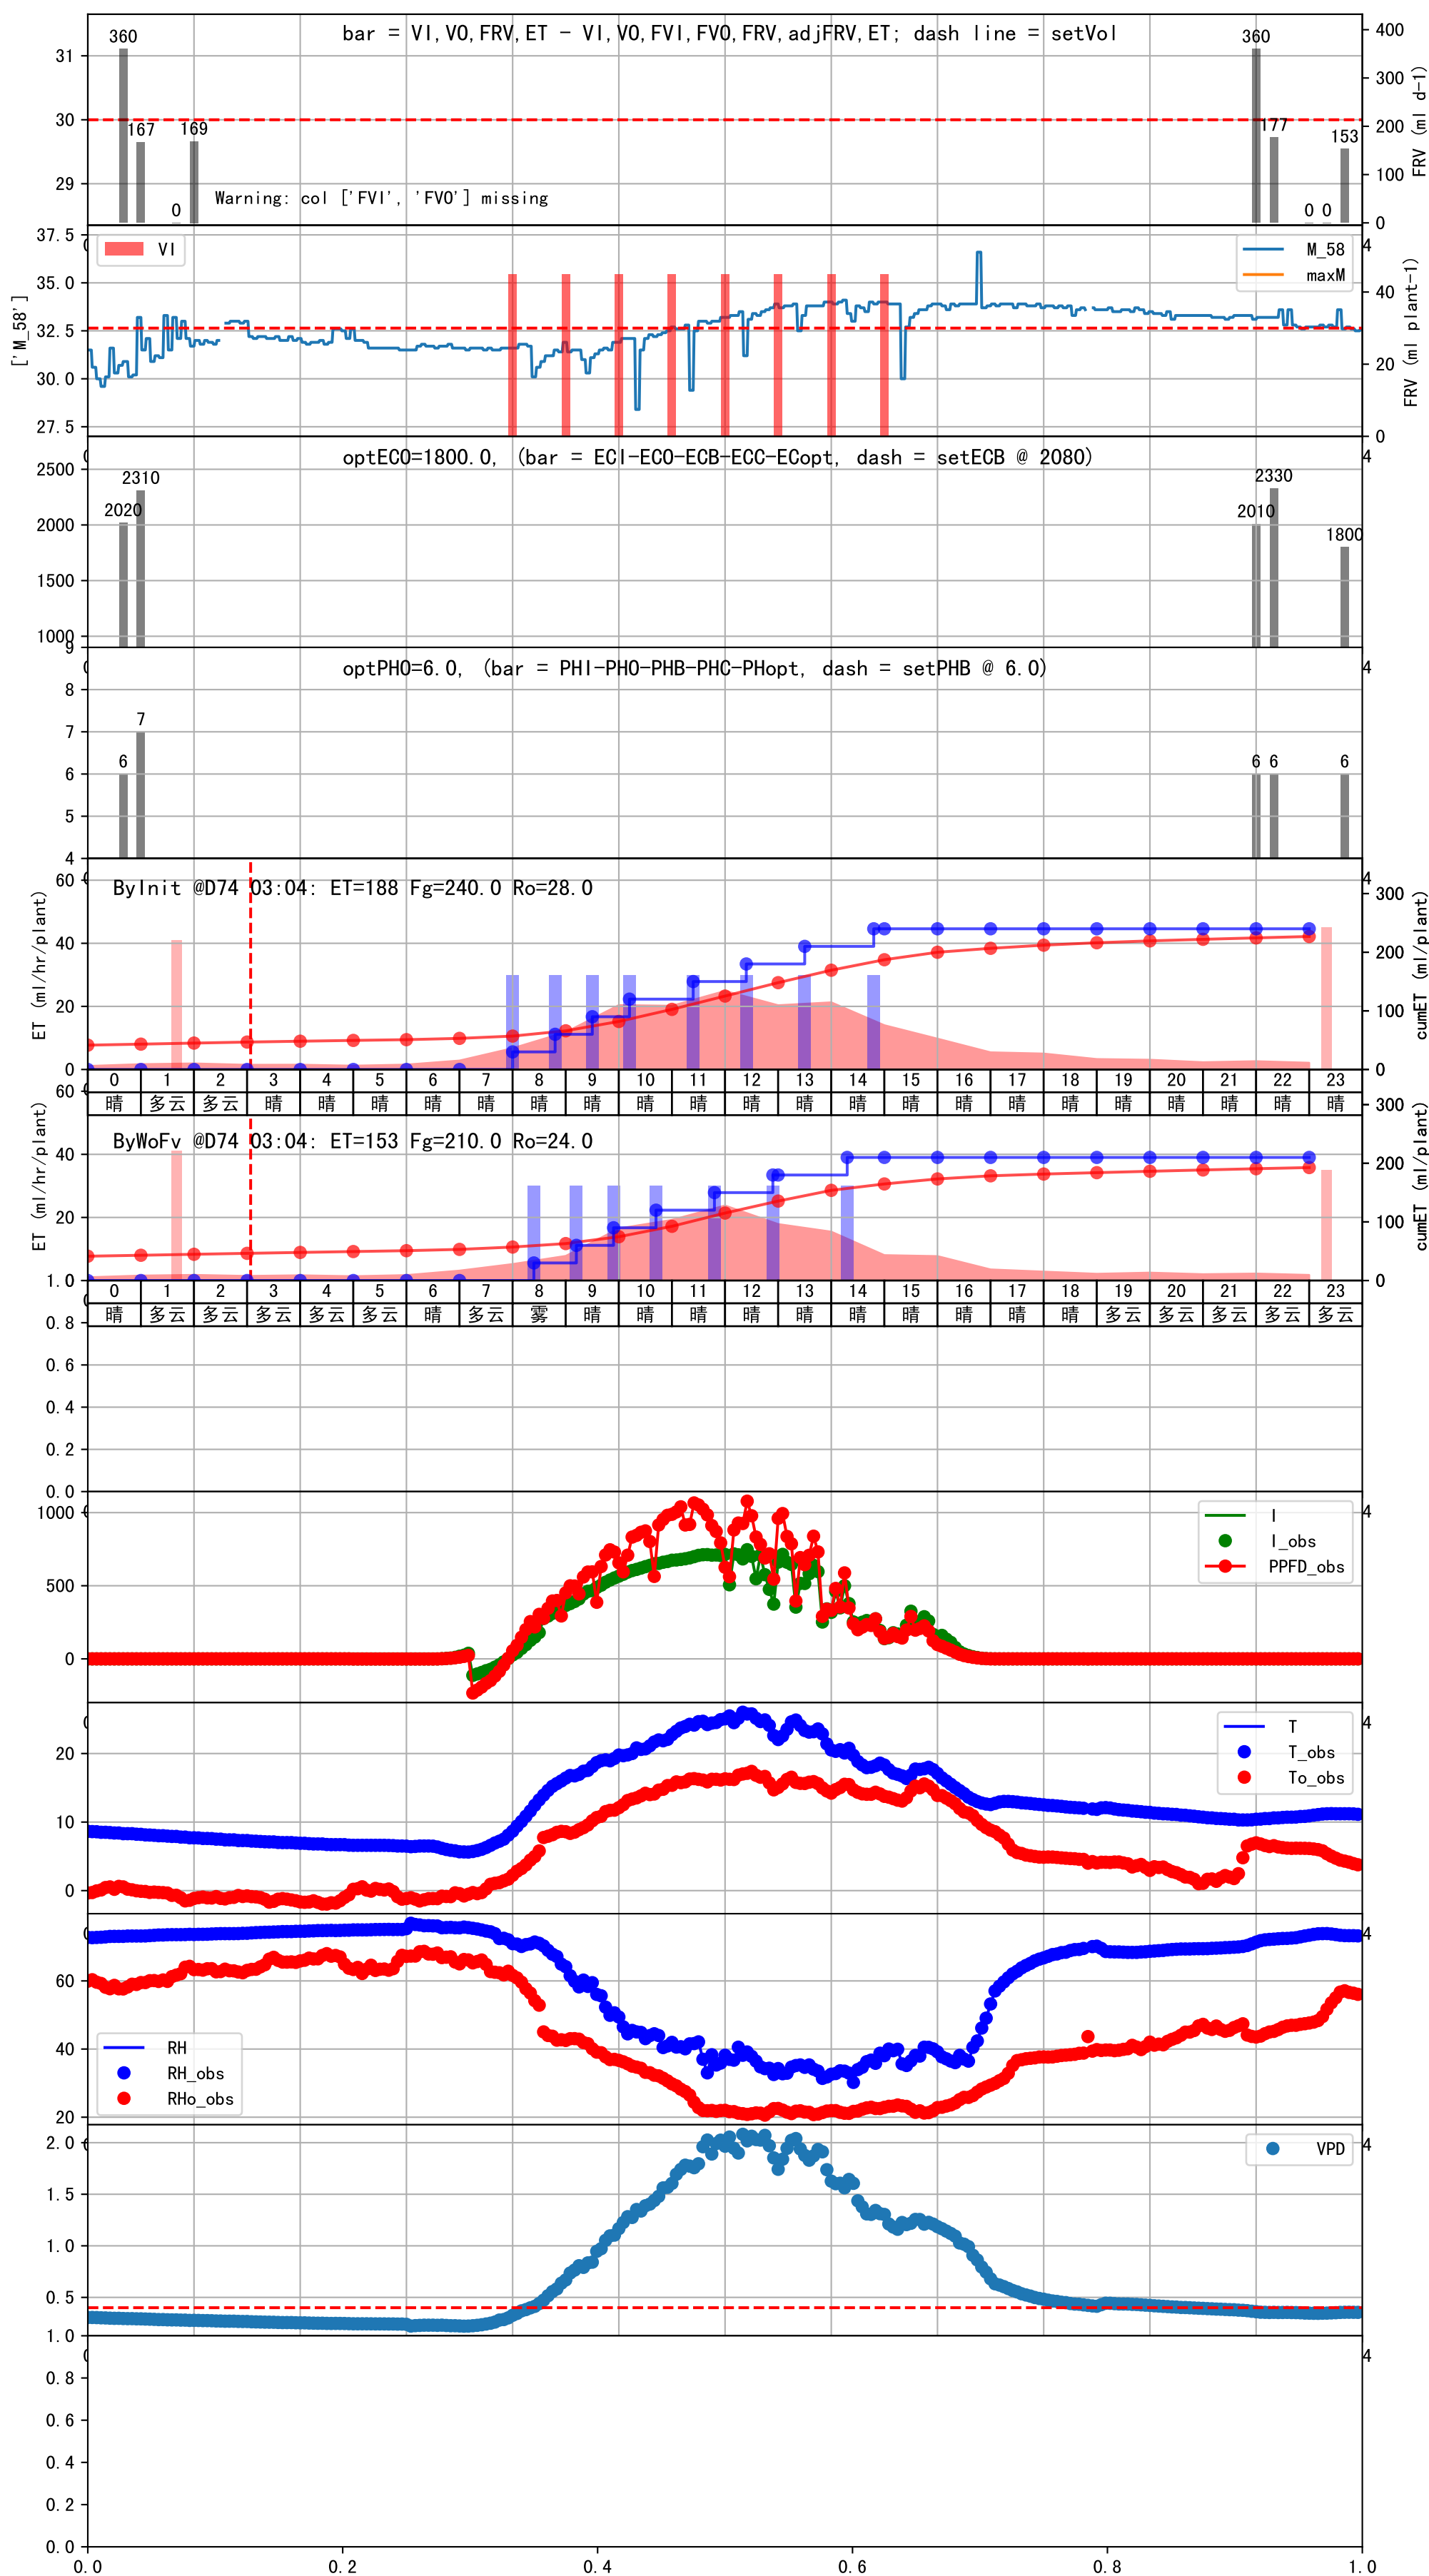 bar = VI,VO,FRV,ET - VI,VO,FVI,FVO,FRV,adjFRV,ET; dash line = setVol
360 167 0 169 360 177 0 0 153
Warning: col ['FVI', 'FVO'] missing
31 30 29
400 300 200 100 0
FRV (ml d-1)
VI
M_58
maxM
['M_58']
37.5 35.0 32.5 30.0 27.5
40 20 0
FRV (ml plant-1)
optECO=1800.0, (bar = ECI-ECO-ECB-ECC-ECopt, dash = setECB @ 2080)
2020 2310 2010 2330 1800
2500 2000 1500 1000
optPHO=6.0, (bar = PHI-PHO-PHB-PHC-PHopt, dash = setPHB @ 6.0)
6 7 6 6 6
9 8 7 6 5 4
ByInit @D74 03:04: ET=188 Fg=240.0 Ro=28.0
ET (ml/hr/plant)
60 40 20 0
300 200 100 0
cumET (ml/plant)
0 1 2 3 4 5 6 7 8 9 10 11 12 13 14 15 16 17 18 19 20 21 22 23
晴 多云 多云 晴 晴 晴 晴 晴 晴 晴 晴 晴 晴 晴 晴 晴 晴 晴 晴 晴 晴 晴 晴 晴
ByWoFv @D74 03:04: ET=153 Fg=210.0 Ro=24.0
ET (ml/hr/plant)
60 40 20
300 200 100 0
cumET (ml/plant)
0 1 2 3 4 5 6 7 8 9 10 11 12 13 14 15 16 17 18 19 20 21 22 23
晴 多云 多云 多云 多云 多云 晴 多云 雾 晴 晴 晴 晴 晴 晴 晴 晴 晴 晴 多云 多云 多云 多云 多云
1.0 0.8 0.6 0.4 0.2 0.0
I
I_obs
PPFD_obs
1000 500 0
T
T_obs
To_obs
20 10 0
RH
RH_obs
RHo_obs
60 40 20
VPD
2.0 1.5 1.0 0.5
1.0 0.8 0.6 0.4 0.2 0.0
0.0 0.2 0.4 0.6 0.8 1.0